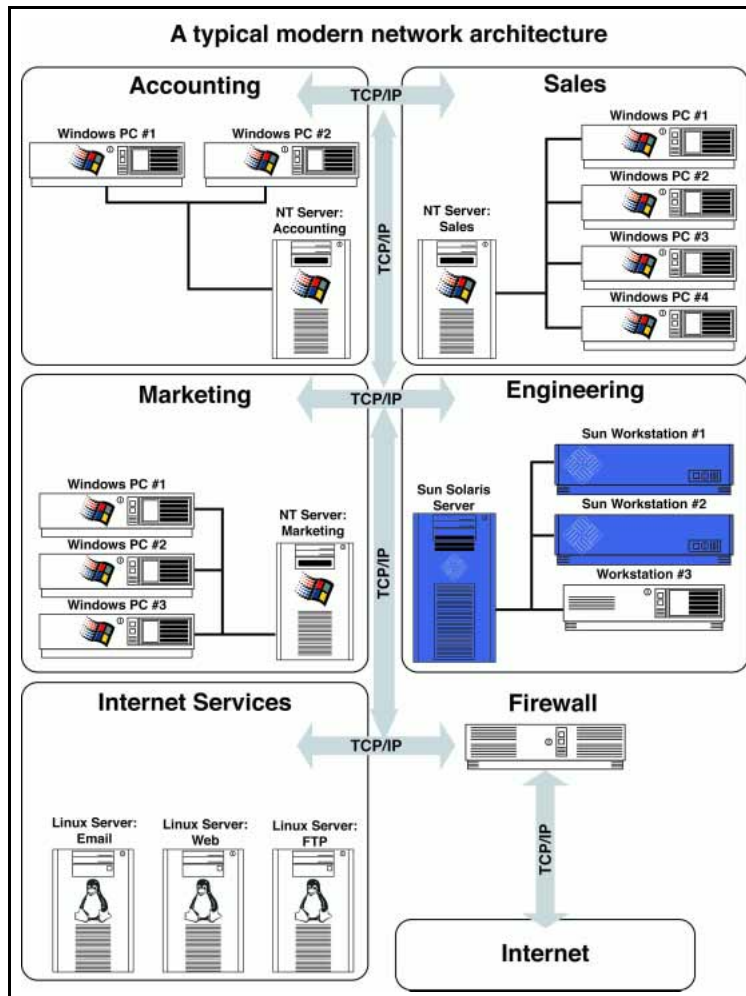 A typical modern network architecture
Accounting
TCP/IP
Sales
Windows PC #1
Windows PC #2
NT Server:
Accounting
TCP/IP
NT Server:
Sales
Windows PC #1
Windows PC #2
Windows PC #3
Windows PC #4
Marketing
TCP/IP
Engineering
Windows PC #1
Windows PC #2
Windows PC #3
NT Server:
Marketing
TCP/IP
Sun Solaris
Server
Sun Workstation #1
Sun Workstation #2
Workstation #3
Internet Services
TCP/IP
Firewall
Linux Server:
Email
Linux Server:
Web
Linux Server:
FTP
TCP/IP
Internet